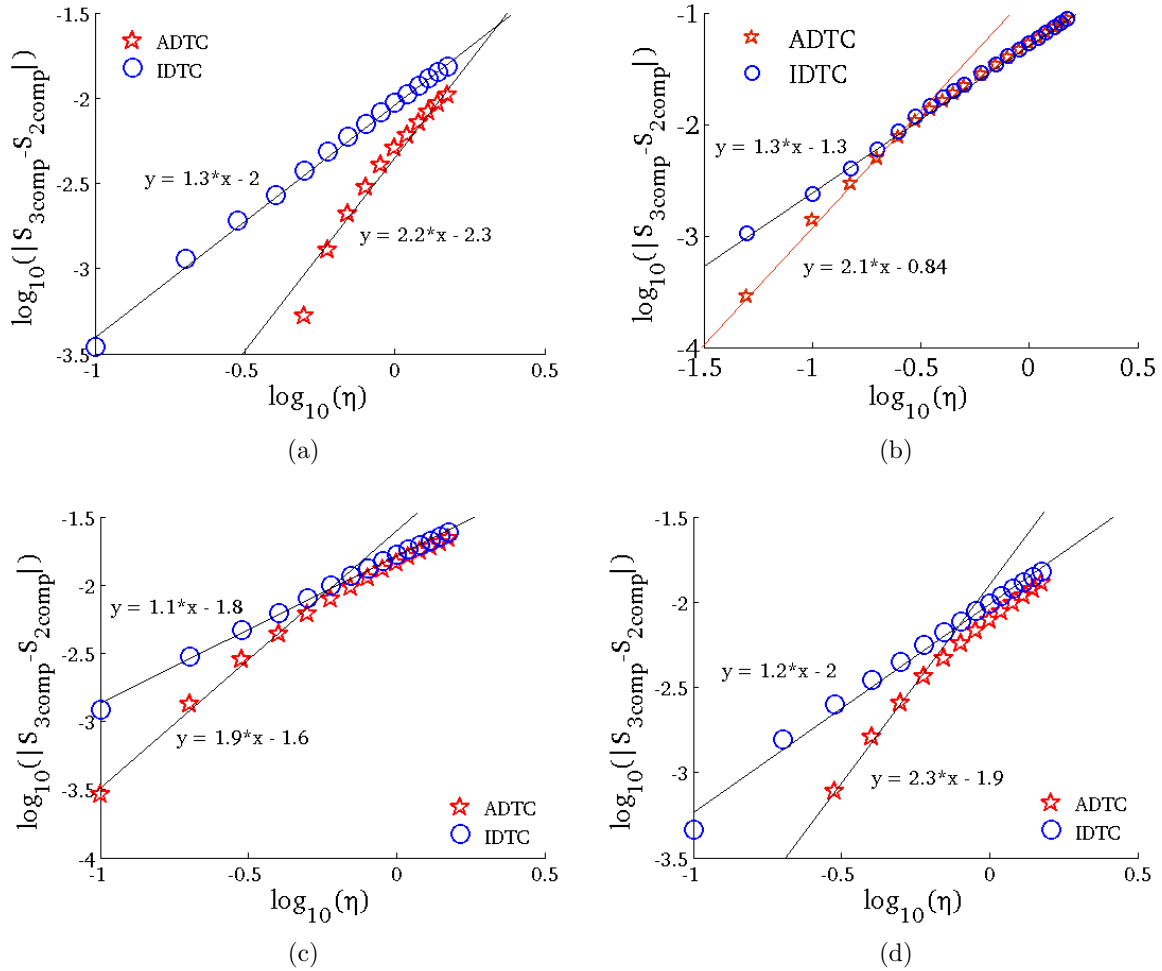 -1.5
-2
-2.5
-3
-3.5
-1
-0.5
0
0.5
log10(η)
log10(|S3comp-S2comp|)
ADTC
IDTC
y = 1.3*x - 2
y = 2.2*x - 2.3
(a)
-1
-2
-3
-4
-1.5
-1
-0.5
0
0.5
log10(η)
log10(|S3comp-S2comp|)
ADTC
IDTC
y = 1.3*x - 1.3
y = 2.1*x - 0.84
(b)
-1.5
-2
-2.5
-3
-3.5
-4
-1
-0.5
0
0.5
log10(η)
log10(|S3comp-S2comp|)
y = 1.1*x - 1.8
y = 1.9*x - 1.6
ADTC
IDTC
(c)
-1.5
-2
-2.5
-3
-3.5
-1
-0.5
0
0.5
log10(η)
log10(|S3comp-S2comp|)
y = 1.2*x - 2
y = 2.3*x - 1.9
ADTC
IDTC
(d)